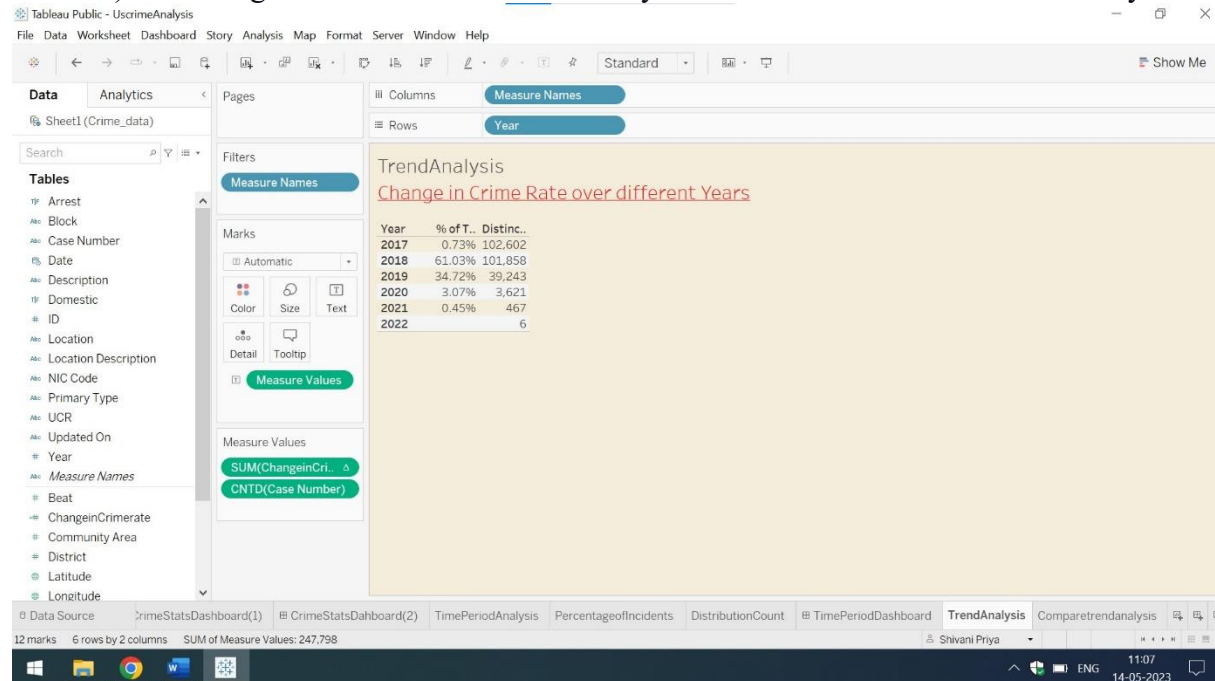 Tableau Public - UscrimeAnalysis
File Data Worksheet Dashboard Story Analysis Map Format Server Window Help
Standard
Show Me
Data Analytics
Pages
Columns
Measure Names
Sheet1 (Crime_data)
Rows
Year
Search
Filters
Measure Names
TrendAnalysis
Change in Crime Rate over different Years
Tables
Arrest
Block
Case Number
Date
Description
Domestic
ID
Location
Location Description
NIC Code
Primary Type
UCR
Updated On
Year
Measure Names
Beat
ChangeinCrimerate
Community Area
District
Latitude
Longitude
Marks
Automatic
Color Size Text
Detail Tooltip
Measure Values
Measure Values
SUM(ChangeinCri..
CNTD(Case Number)
Year % of T.. Distinc..
2017 0.73% 102,602
2018 61.03% 101,858
2019 34.72% 39,243
2020 3.07% 3,621
2021 0.45% 467
2022 6
Data Source CrimeStatsDashboard(1) CrimeStatsDahboard(2) TimePeriodAnalysis PercentageofIncidents DistributionCount TimePeriodDashboard TrendAnalysis Comparetrendanalysis
12 marks 6 rows by 2 columns SUM of Measure Values: 247,798
Shivani Priya
ENG
11:07
14-05-2023